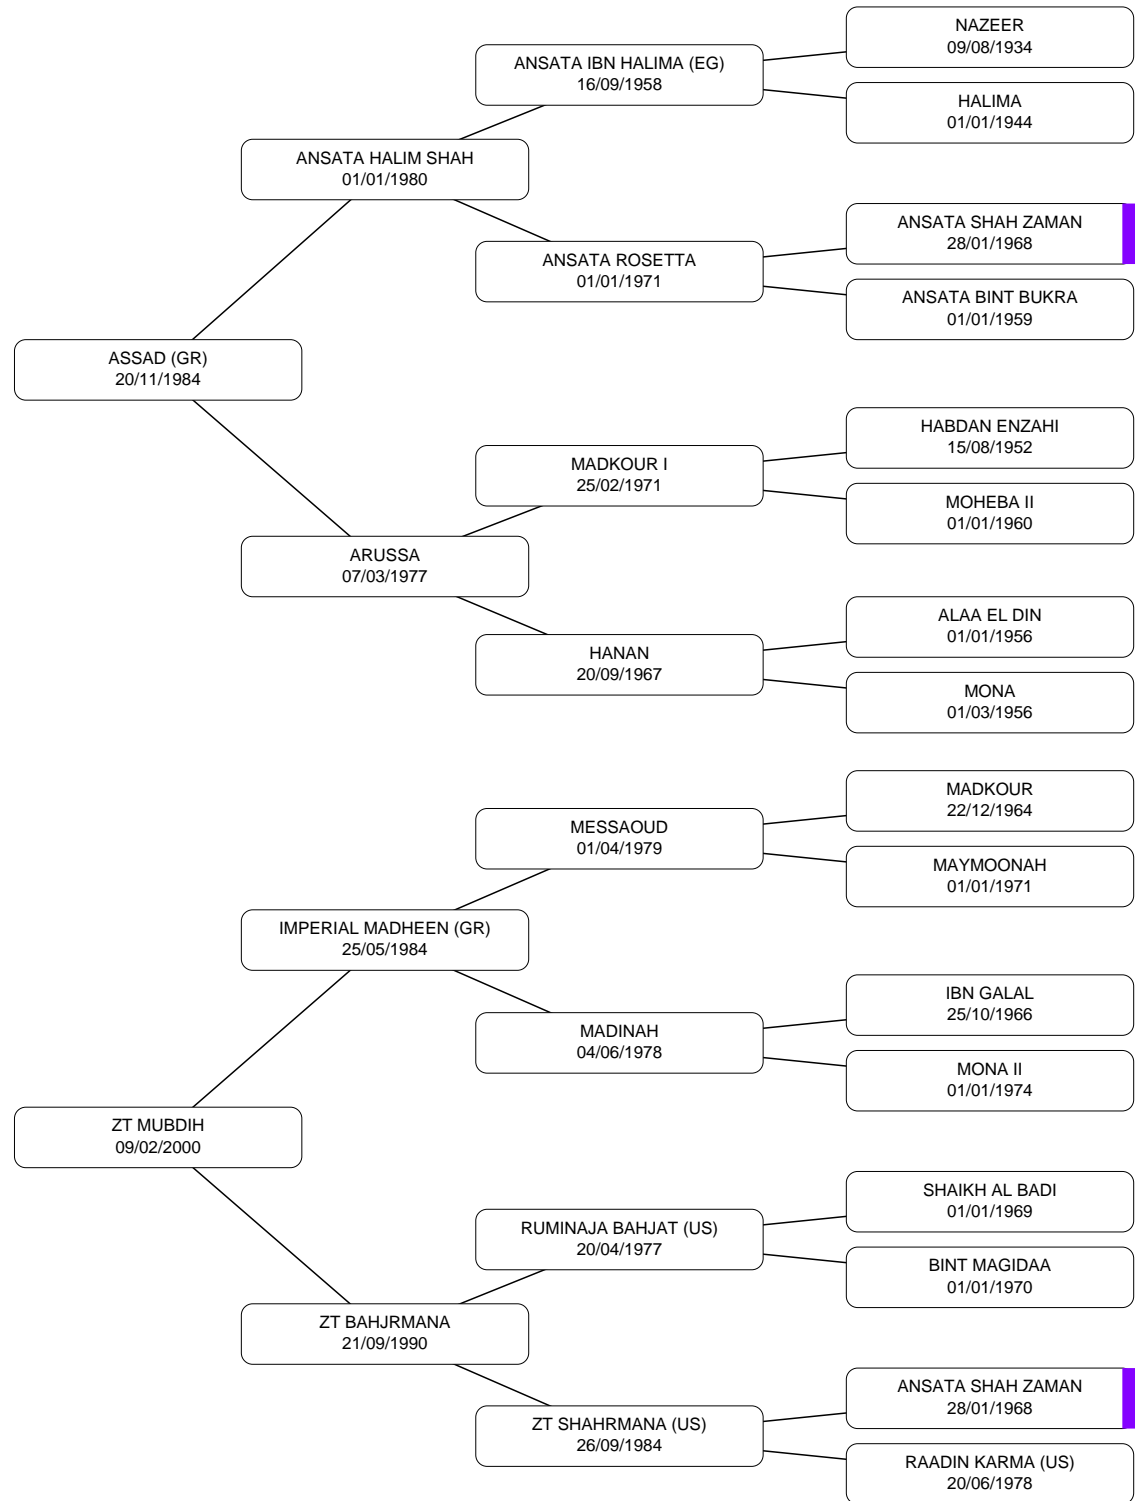 NAZEER
09/08/1934
ANSATA IBN HALIMA (EG)
16/09/1958
HALIMA
01/01/1944
ANSATA HALIM SHAH
01/01/1980
ANSATA SHAH ZAMAN
28/01/1968
ANSATA ROSETTA
01/01/1971
ANSATA BINT BUKRA
01/01/1959
ASSAD (GR)
20/11/1984
HABDAN ENZAHI
15/08/1952
MADKOUR I
25/02/1971
MOHEBA II
01/01/1960
ARUSSA
07/03/1977
ALAA EL DIN
01/01/1956
HANAN
20/09/1967
MONA
01/03/1956
MADKOUR
22/12/1964
MESSAOUD
01/04/1979
MAYMOONAH
01/01/1971
IMPERIAL MADHEEN (GR)
25/05/1984
IBN GALAL
25/10/1966
MADINAH
04/06/1978
MONA II
01/01/1974
ZT MUBDIH
09/02/2000
SHAIKH AL BADI
01/01/1969
RUMINAJA BAHJAT (US)
20/04/1977
BINT MAGIDAA
01/01/1970
ZT BAHJRMANA
21/09/1990
ANSATA SHAH ZAMAN
28/01/1968
ZT SHAHRMANA (US)
26/09/1984
RAADIN KARMA (US)
20/06/1978